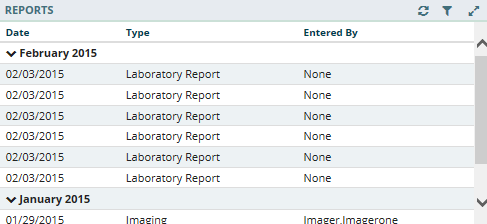 REPORTS
Date Type Entered By
February 2015
02/03/2015 Laboratory Report None
02/03/2015 Laboratory Report None
02/03/2015 Laboratory Report None
02/03/2015 Laboratory Report None
02/03/2015 Laboratory Report None
02/03/2015 Laboratory Report None
January 2015
01/29/2015 Imaging Imager,Imagerone